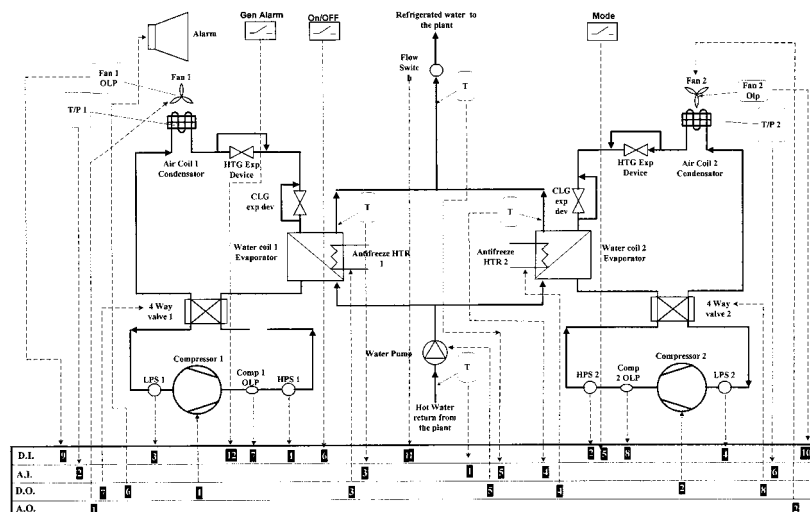 Gen Alarm
On/OFF
Refrigerated water to
the plant
Mode
Alarm
Flow
Switc
h
Fan 1
OLP
Fan 1
T
Fan 2
Fan 2
Olp
T/P 1
T/P 2
Air Coil 1
Condensator
HTG Exp
Device
HTG Exp
Device
Air Coil 2
Condensator
CLG
exp dev
CLG
exp dev
T
T
Water coil 1
Evaporator
Antifreeze HTR
1
Antifreeze
HTR 2
Water coil 2
Evaporator
4 Way
valve 1
4 Way
valve 2
Water Pump
Compressor 1
LPS 1
Comp 1
OLP
HPS 1
T
HPS 2
Comp
2 OLP
Compressor 2
LPS 2
Hot Water
return from
the plant
D.I. 9 3 12 7 1 6 11 2 5 8 4 10
A.I. 2 3 1 5 4 6
D.O. 7 6 1 3 5 4 2 8
A.O. 1 2